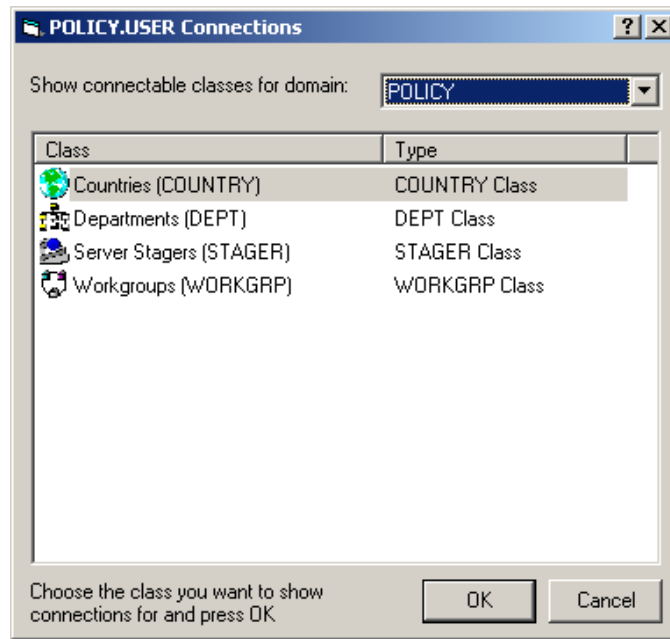 POLICY.USER Connections
Show connectable classes for domain: POLICY
Class Type
Countries (COUNTRY) COUNTRY Class
Departments (DEPT) DEPT Class
Server Stagers (STAGER) STAGER Class
Workgroups (WORKGRP) WORKGRP Class
Choose the class you want to show
connections for and press OK
OK Cancel